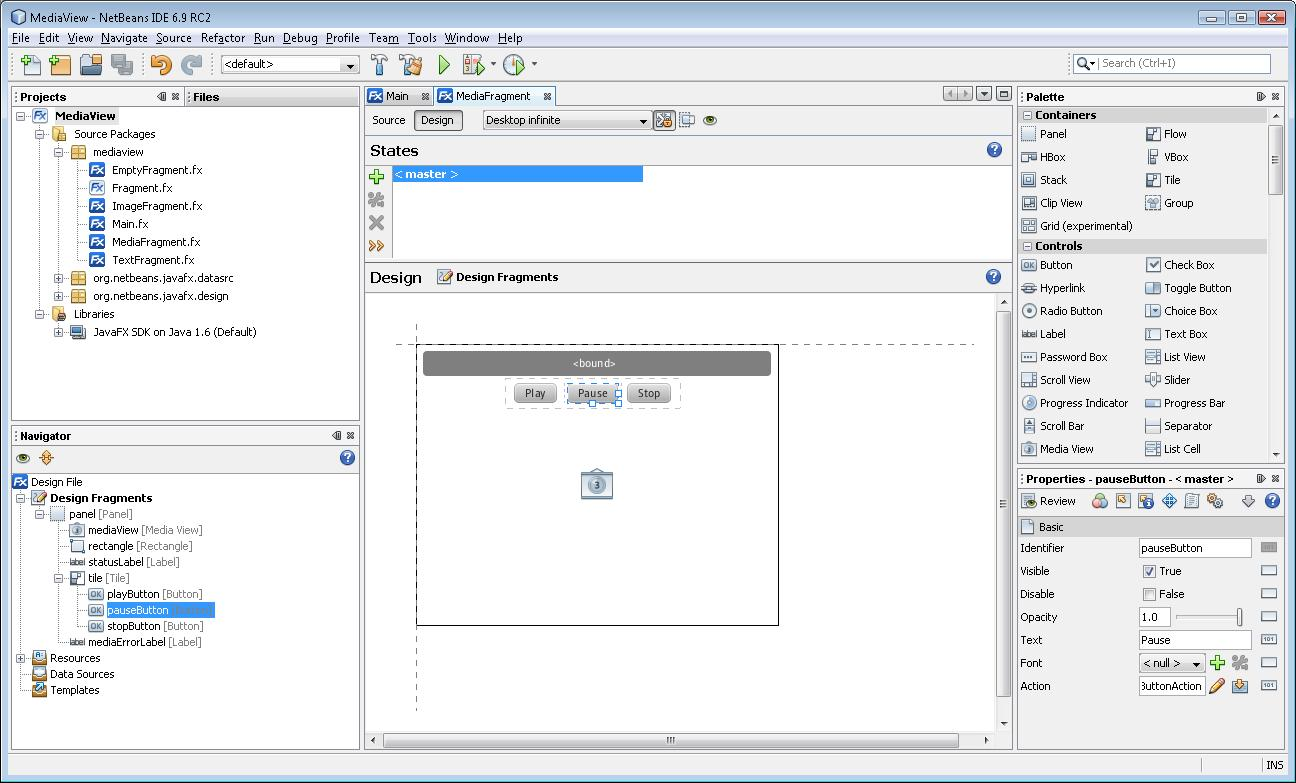 MediaView - NetBeans IDE 6.9 RC2
File Edit View Navigate Source Refactor Run Debug Profile Team Tools Window Help
<default>
Search (Ctrl+I)
Projects
Files
MediaView
Source Packages
mediaview
EmptyFragment.fx
Fragment.fx
ImageFragment.fx
Main.fx
MediaFragment.fx
TextFragment.fx
org.netbeans.javafx.datasrc
org.netbeans.javafx.design
Libraries
JavaFX SDK on Java 1.6 (Default)
Navigator
Design File
Design Fragments
panel [Panel]
mediaView [Media View]
rectangle [Rectangle]
statusLabel [Label]
tile [Tile]
playButton [Button]
pauseButton [Button]
stopButton [Button]
mediaErrorLabel [Label]
Resources
Data Sources
Templates
Main
MediaFragment
Source Design Desktop infinite
States
< master >
Design Design Fragments
<bound>
Play Pause Stop
3
Palette
Containers
Panel Flow
HBox VBox
Stack Tile
Clip View Group
Grid (experimental)
Controls
Button Check Box
Hyperlink Toggle Button
Radio Button Choice Box
Label Text Box
Password Box List View
Scroll View Slider
Progress Indicator Progress Bar
Scroll Bar Separator
Media View List Cell
Properties - pauseButton - < master >
Review
Basic
Identifier pauseButton
Visible True
Disable False
Opacity 1.0
Text Pause
Font < null >
Action ButtonAction
INS